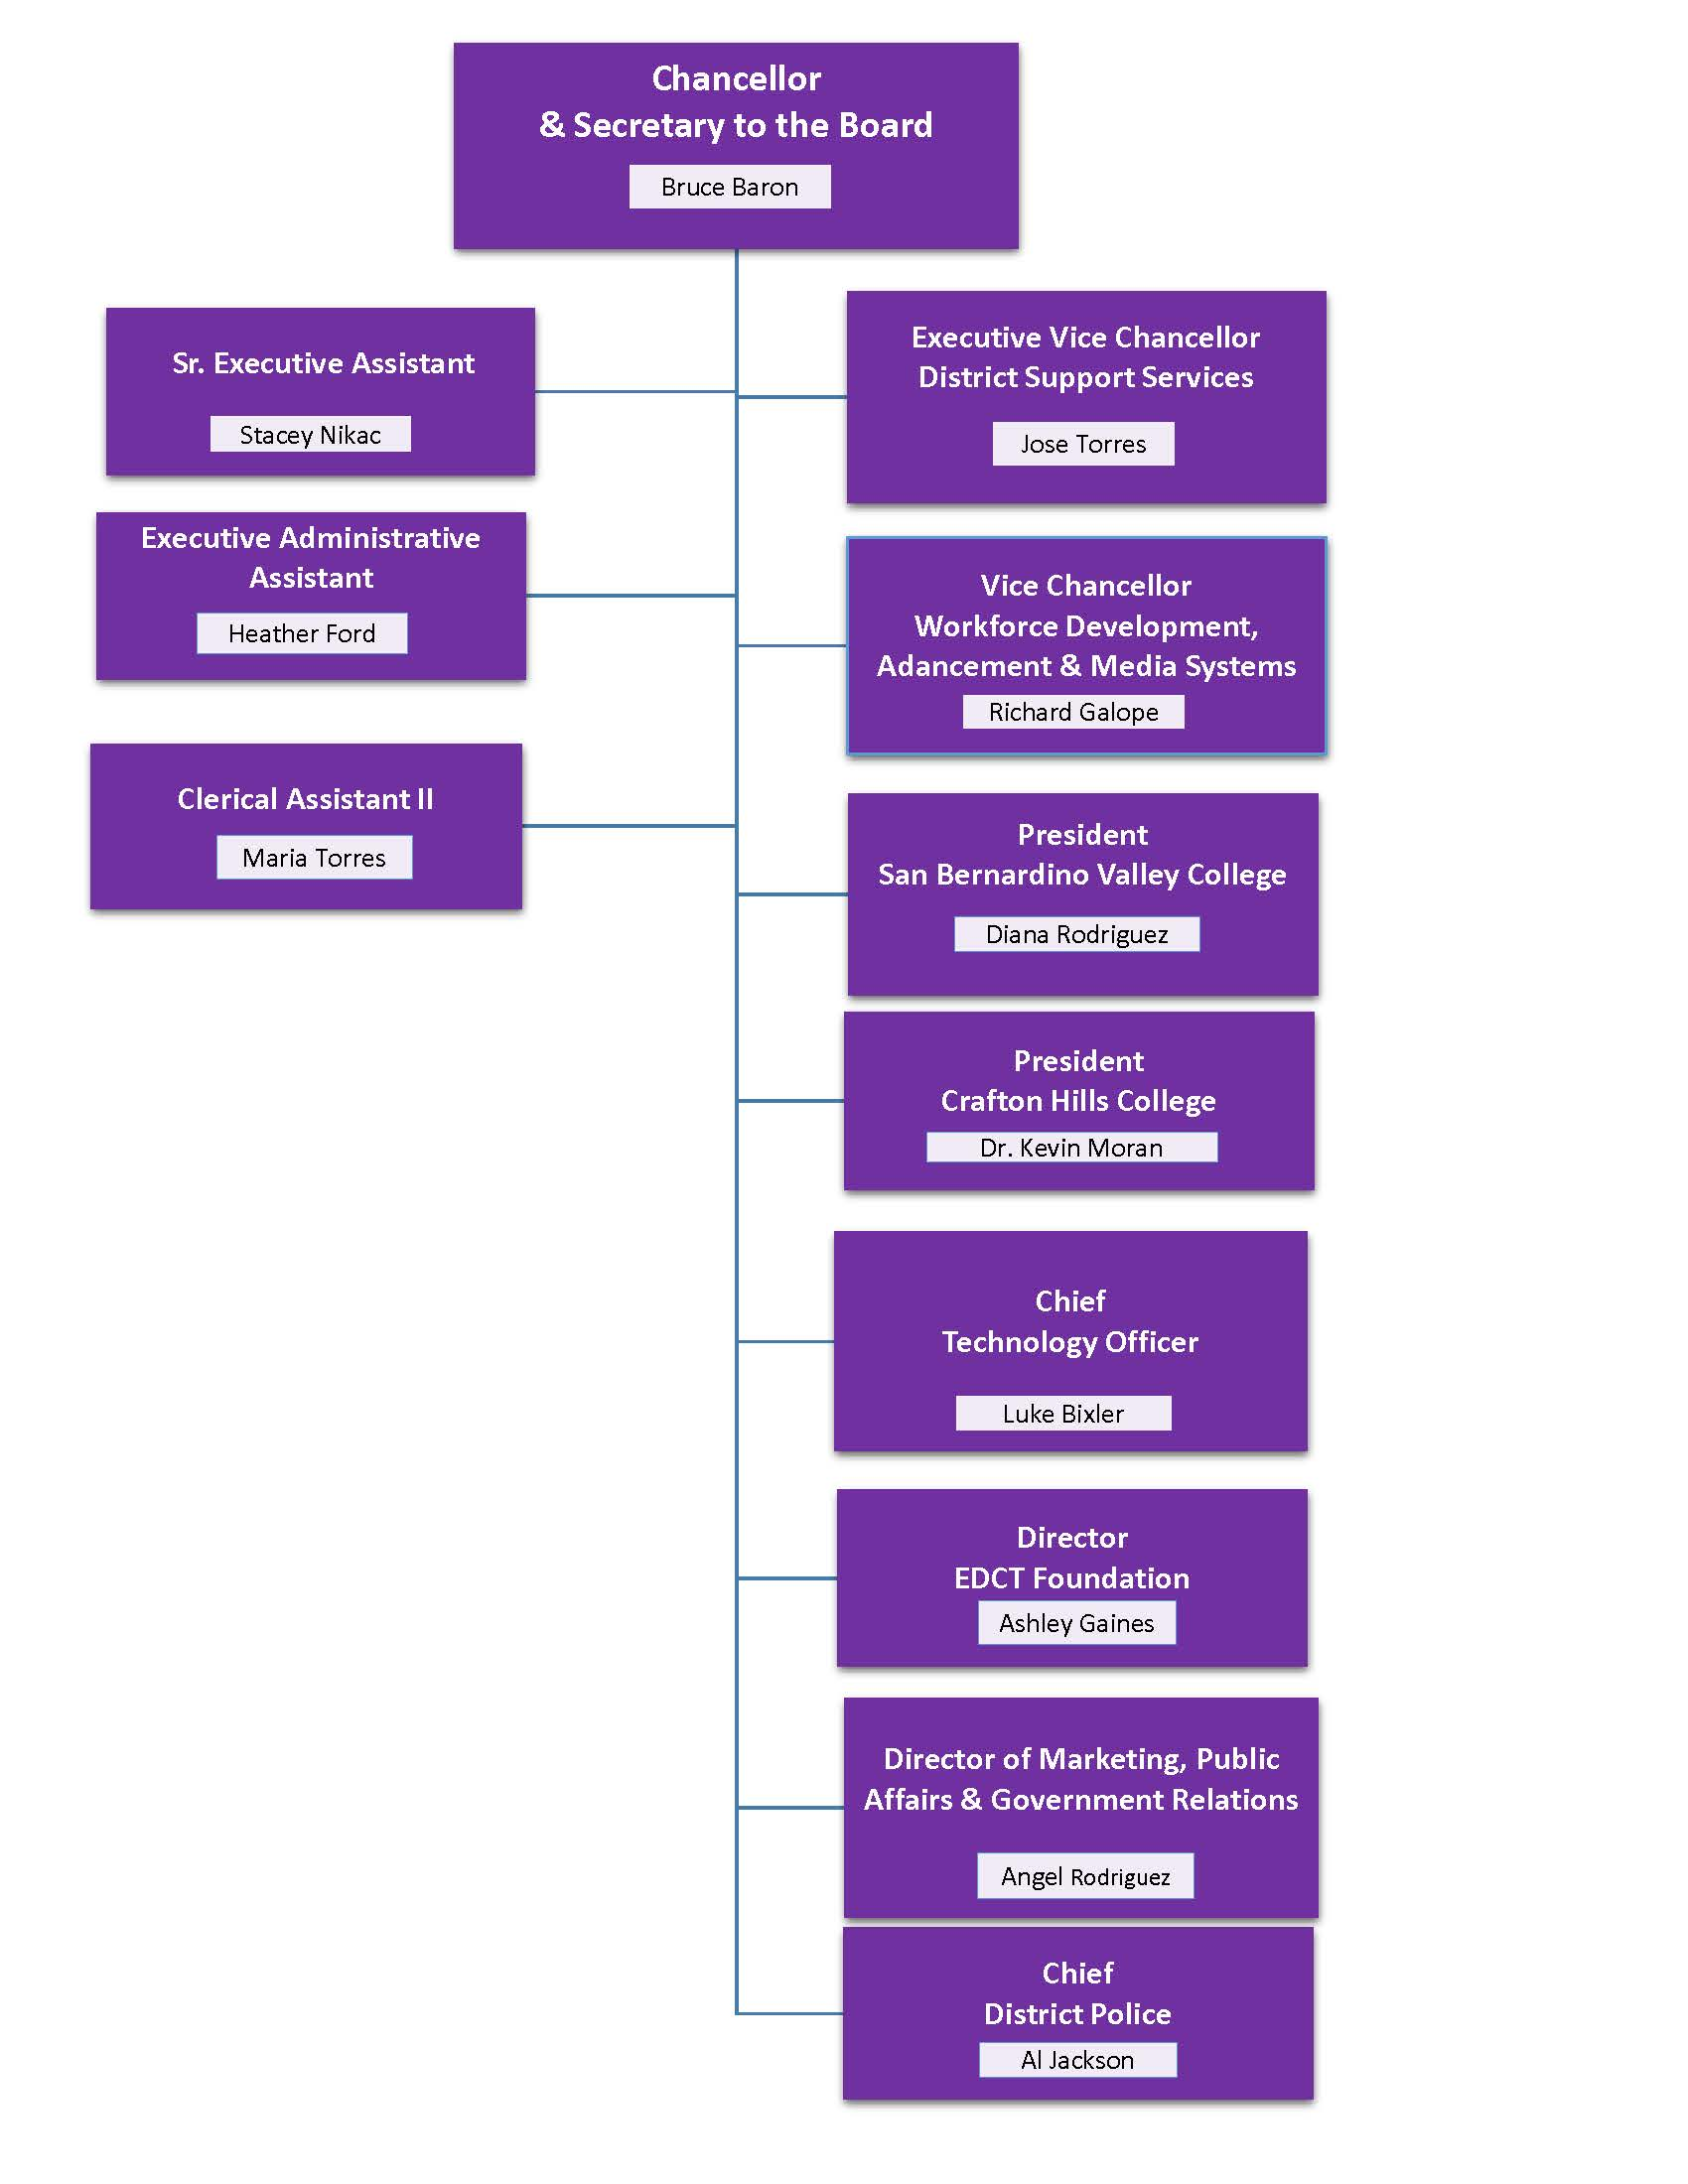 Chancellor
& Secretary to the Board
Bruce Baron
Sr. Executive Assistant
Stacey Nikac
Executive Administrative
Assistant
Heather Ford
Clerical Assistant II
Maria Torres
Executive Vice Chancellor
District Support Services
Jose Torres
Vice Chancellor
Workforce Development,
Adancement & Media Systems
Richard Galope
President
San Bernardino Valley College
Diana Rodriguez
President
Crafton Hills College
Dr. Kevin Moran
Chief
Technology Officer
Luke Bixler
Director
EDCT Foundation
Ashley Gaines
Director of Marketing, Public
Affairs & Government Relations
Angel Rodriguez
Chief
District Police
Al Jackson